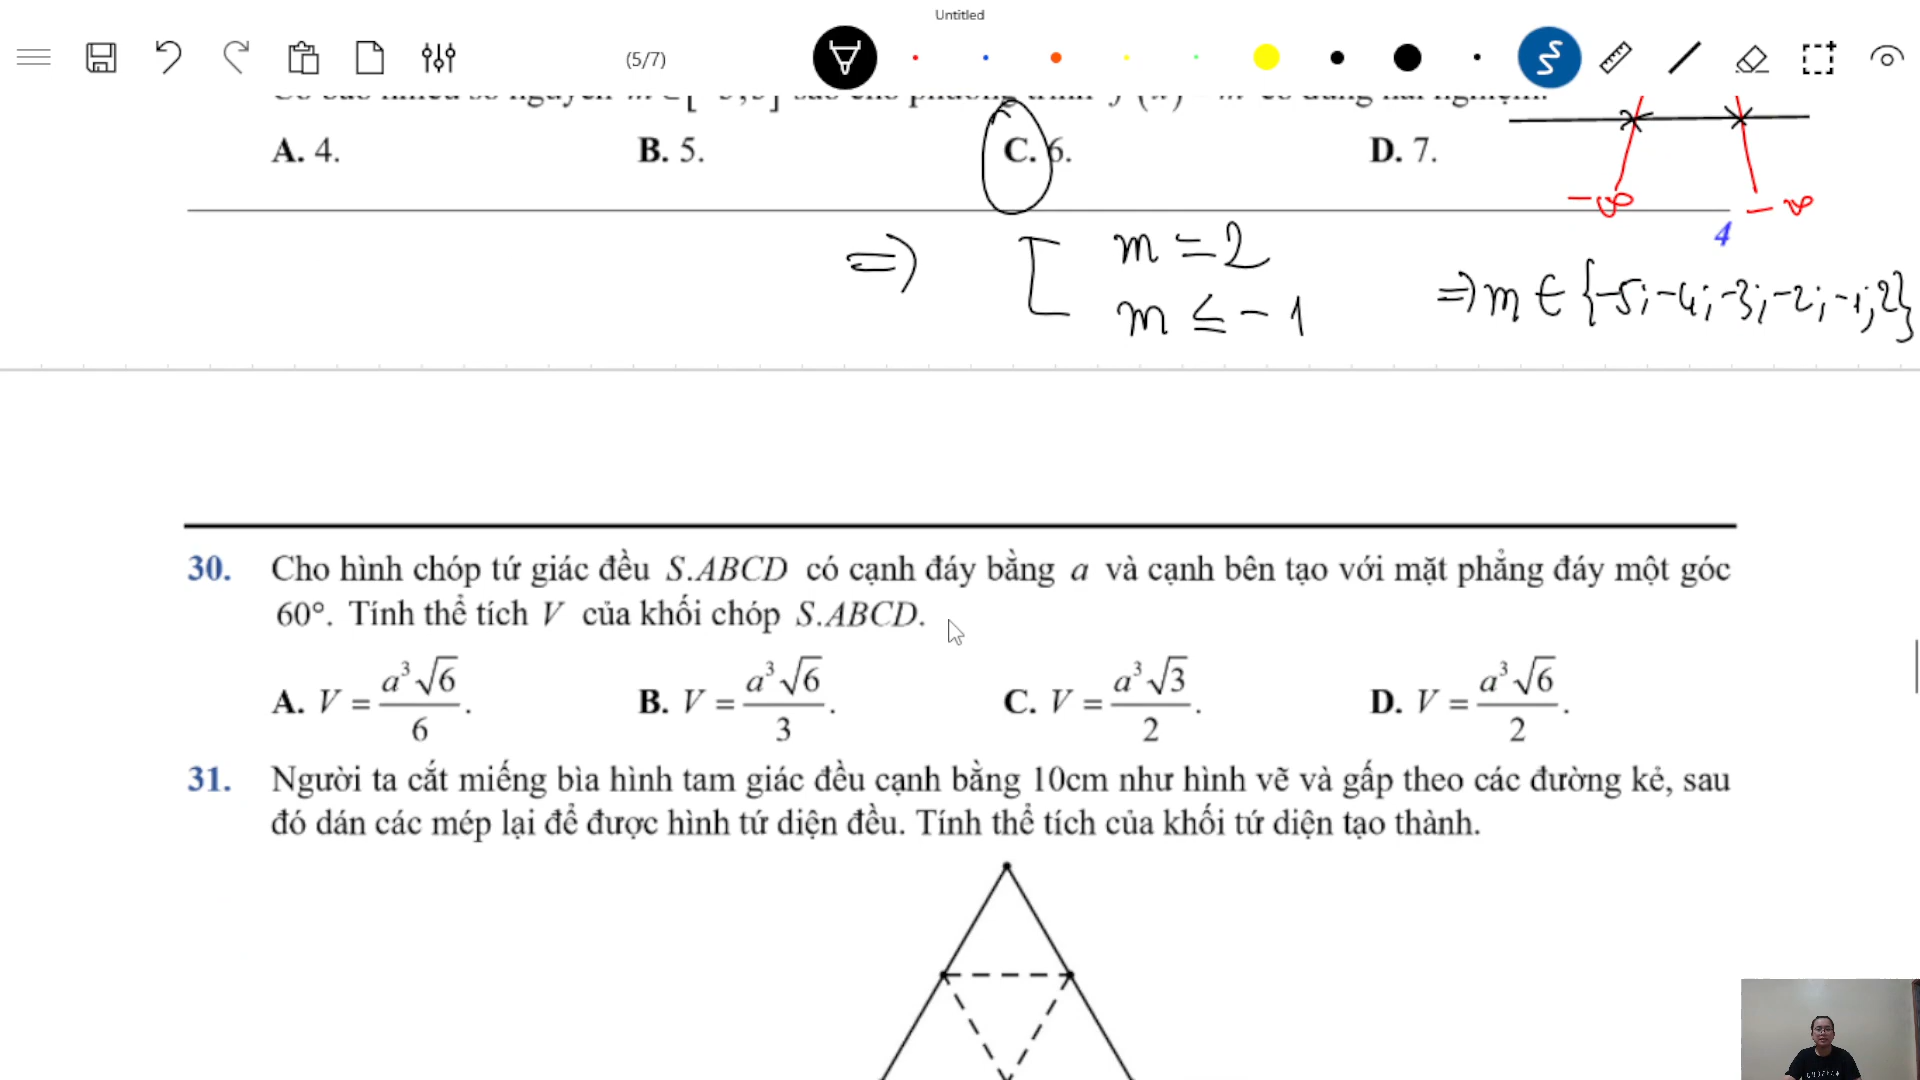 Untitled
(5/7)
A. 4. B. 5. C. 6. D. 7.
-∞ -∞
4
=> [ m = 2
m ≤ -1
=> m ∈ {-5; -4; -3; -2; -1; 2}
30. Cho hình chóp tứ giác đều S.ABCD có cạnh đáy bằng a và cạnh bên tạo với mặt phẳng đáy một góc
60°. Tính thể tích V của khối chóp S.ABCD.
A. V = a³√6/6. B. V = a³√6/3. C. V = a³√3/2. D. V = a³√6/2.
31. Người ta cắt miếng bìa hình tam giác đều cạnh bằng 10cm như hình vẽ và gấp theo các đường kẻ, sau
đó dán các mép lại để được hình tứ diện đều. Tính thể tích của khối tứ diện tạo thành.